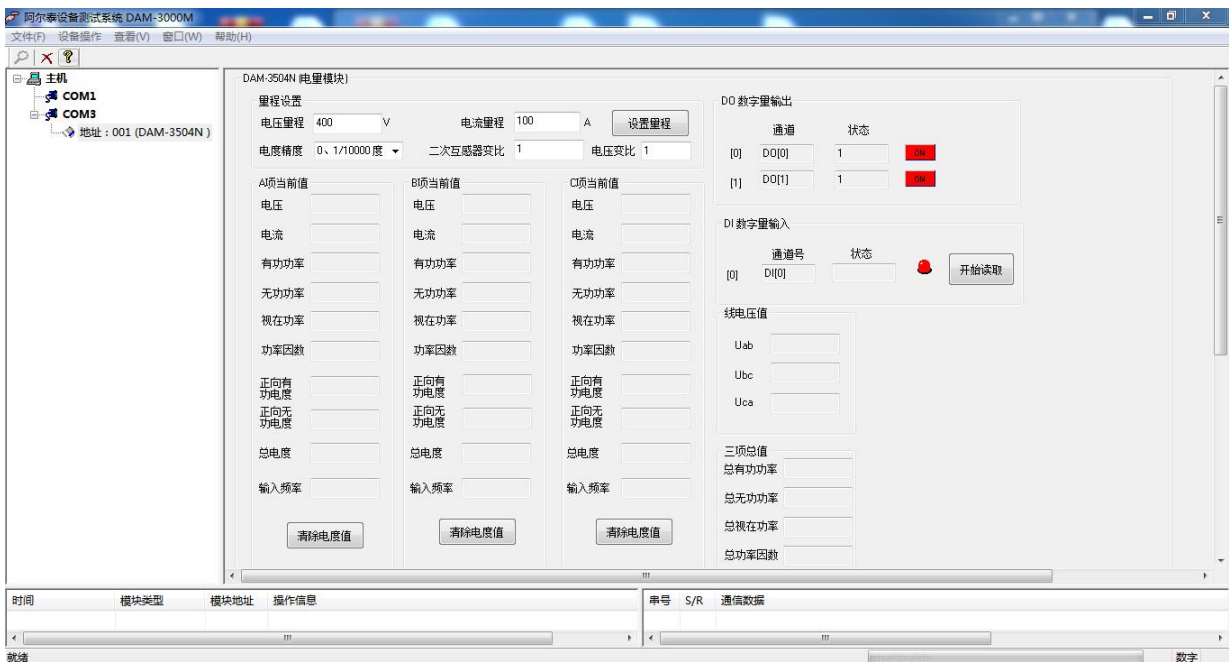 阿尔泰设备测试系统 DAM-3000M
文件(F) 设备操作 查看(V) 窗口(W) 帮助(H)
主机
COM1
COM3
地址：001 (DAM-3504N )
DAM-3504N (电量模块)
量程设置
电压量程 400 V 电流量程 100 A 设置量程
电度精度 0、1/10000 度 二次互感器变比 1 电压变比 1
A项当前值
电压
电流
有功功率
无功功率
视在功率
功率因数
正向有
功电度
正向无
功电度
总电度
输入频率
清除电度值
B项当前值
电压
电流
有功功率
无功功率
视在功率
功率因数
正向有
功电度
正向无
功电度
总电度
输入频率
清除电度值
C项当前值
电压
电流
有功功率
无功功率
视在功率
功率因数
正向有
功电度
正向无
功电度
总电度
输入频率
清除电度值
DO 数字量输出
通道 状态
[0] DO[0] 1 ON
[1] DO[1] 1 ON
DI 数字量输入
通道号 状态
[0] DI[0] 开始读取
线电压值
Uab
Ubc
Uca
三项总值
总有功功率
总无功功率
总视在功率
总功率因数
时间 模块类型 模块地址 操作信息
串号 S/R 通信数据
就绪 数字